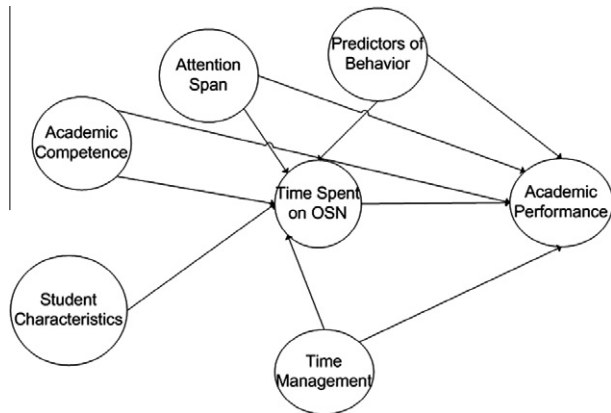 Predictors of
Behavior
Attention
Span
Academic
Competence
Time Spent
on OSN
Academic
Performance
Student
Characteristics
Time
Management